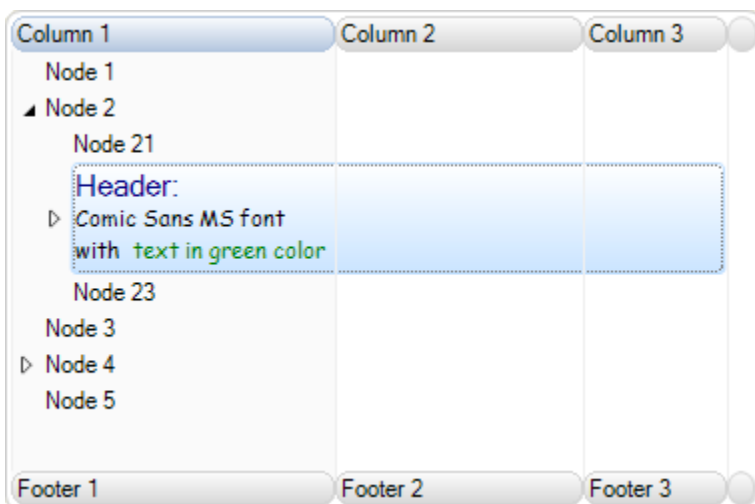 Column 1 Column 2 Column 3
Node 1
Node 2
Node 21
Header:
Comic Sans MS font
with text in green color
Node 23
Node 3
Node 4
Node 5
Footer 1 Footer 2 Footer 3